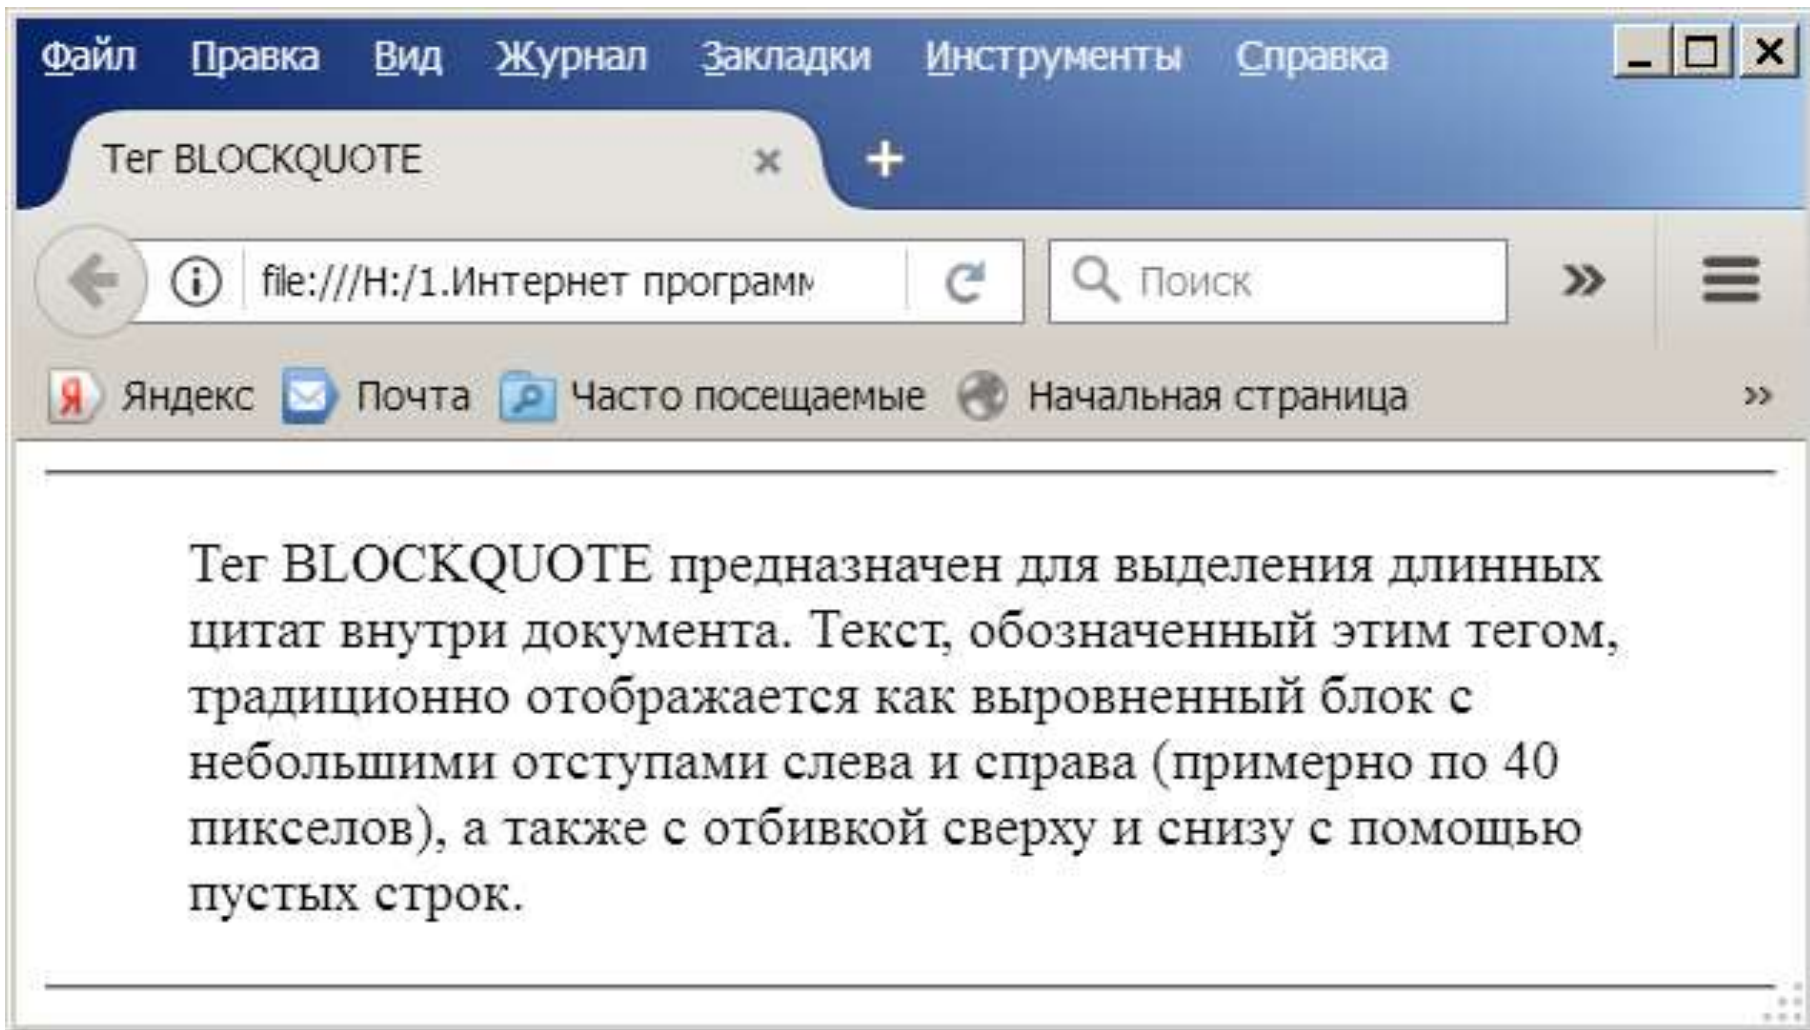 Файл Правка Вид Журнал Закладки Инструменты Справка
Тег BLOCKQUOTE
file:///H:/1.Интернет программ
Поиск
Яндекс Почта Часто посещаемые Начальная страница
Тег BLOCKQUOTE предназначен для выделения длинных
цитат внутри документа. Текст, обозначенный этим тегом,
традиционно отображается как выровненный блок с
небольшими отступами слева и справа (примерно по 40
пикселов), а также с отбивкой сверху и снизу с помощью
пустых строк.